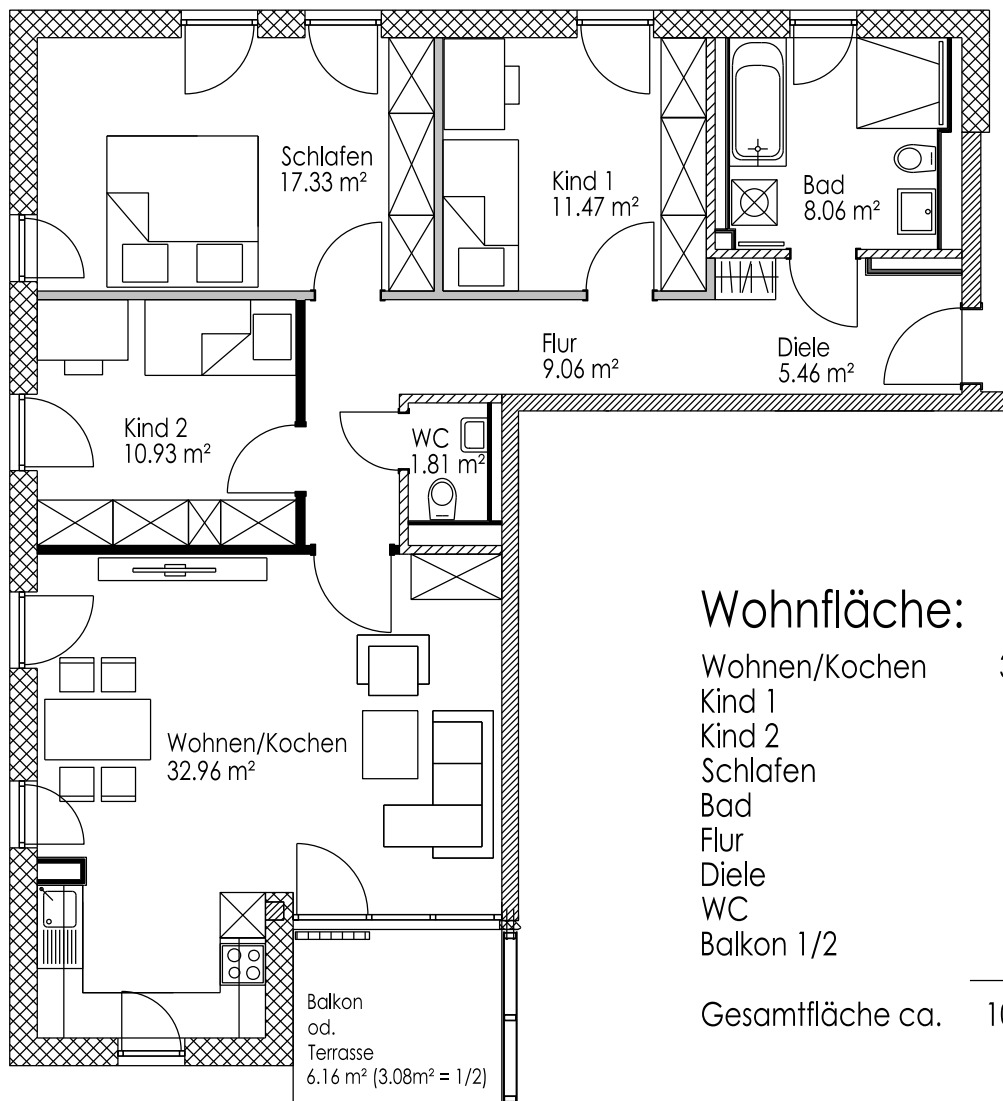 Schlafen
17.33 m²
Kind 1
11.47 m²
Bad
8.06 m²
Flur
9.06 m²
Diele
5.46 m²
Kind 2
10.93 m²
WC
1.81 m²
Wohnen/Kochen
32.96 m²
Balkon
od.
Terrasse
6.16 m² (3.08m² = 1/2)
Wohnfläche:
Wohnen/Kochen
Kind 1
Kind 2
Schlafen
Bad
Flur
Diele
WC
Balkon 1/2
Gesamtfläche ca.